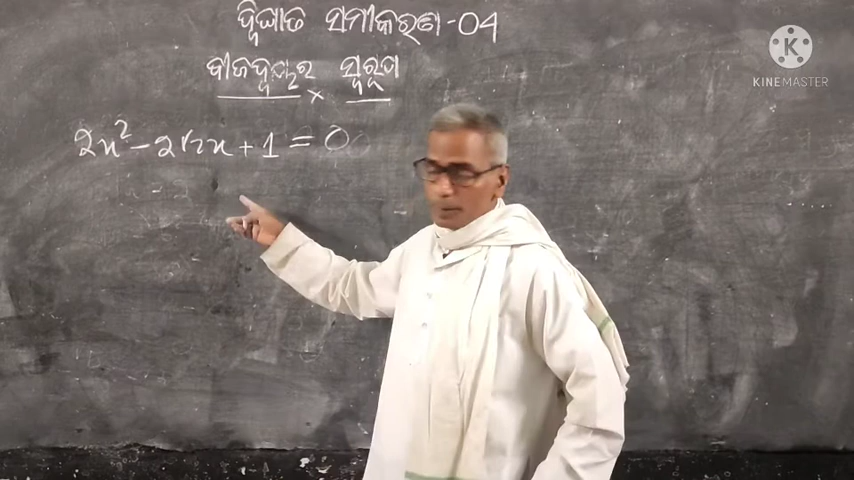 ଦ୍ୱିଘାତ ସମୀକରଣ-04
ବୀଜଦ୍ୱୟର ସ୍ୱରୂପ
2x² - 2√2x + 1 = 0
K
KINEMASTER